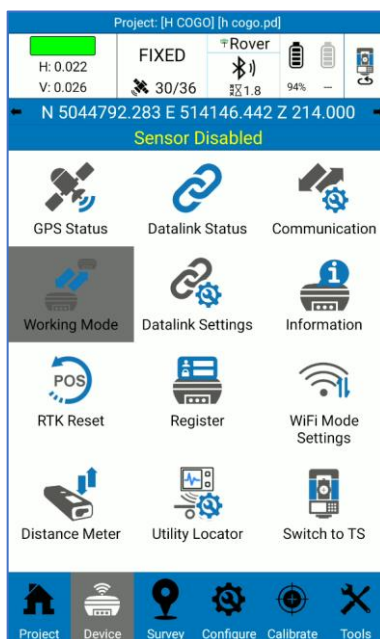 Project: [H COGO] [h cogo.pd]
H: 0.022
V: 0.026
FIXED
30/36
Rover
1.8
94%
–
N 5044792.283 E 514146.442 Z 214.000
Sensor Disabled
GPS Status
Datalink Status
Communication
Working Mode
Datalink Settings
Information
POS
RTK Reset
Register
WiFi Mode
Settings
Distance Meter
Utility Locator
Switch to TS
Project
Device
Survey
Configure
Calibrate
Tools